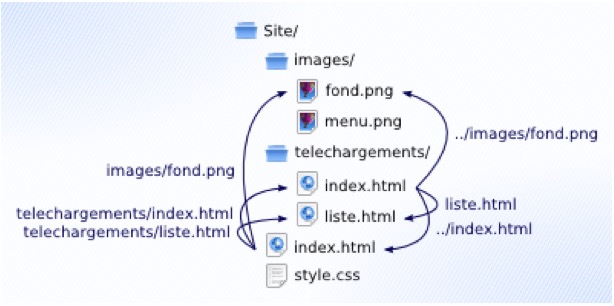 Site/
images/
fond.png
menu.png
../images/fond.png
telechargements/
images/fond.png
index.html
liste.html
telechargements/index.html
liste.html
telechargements/liste.html
../index.html
index.html
style.css